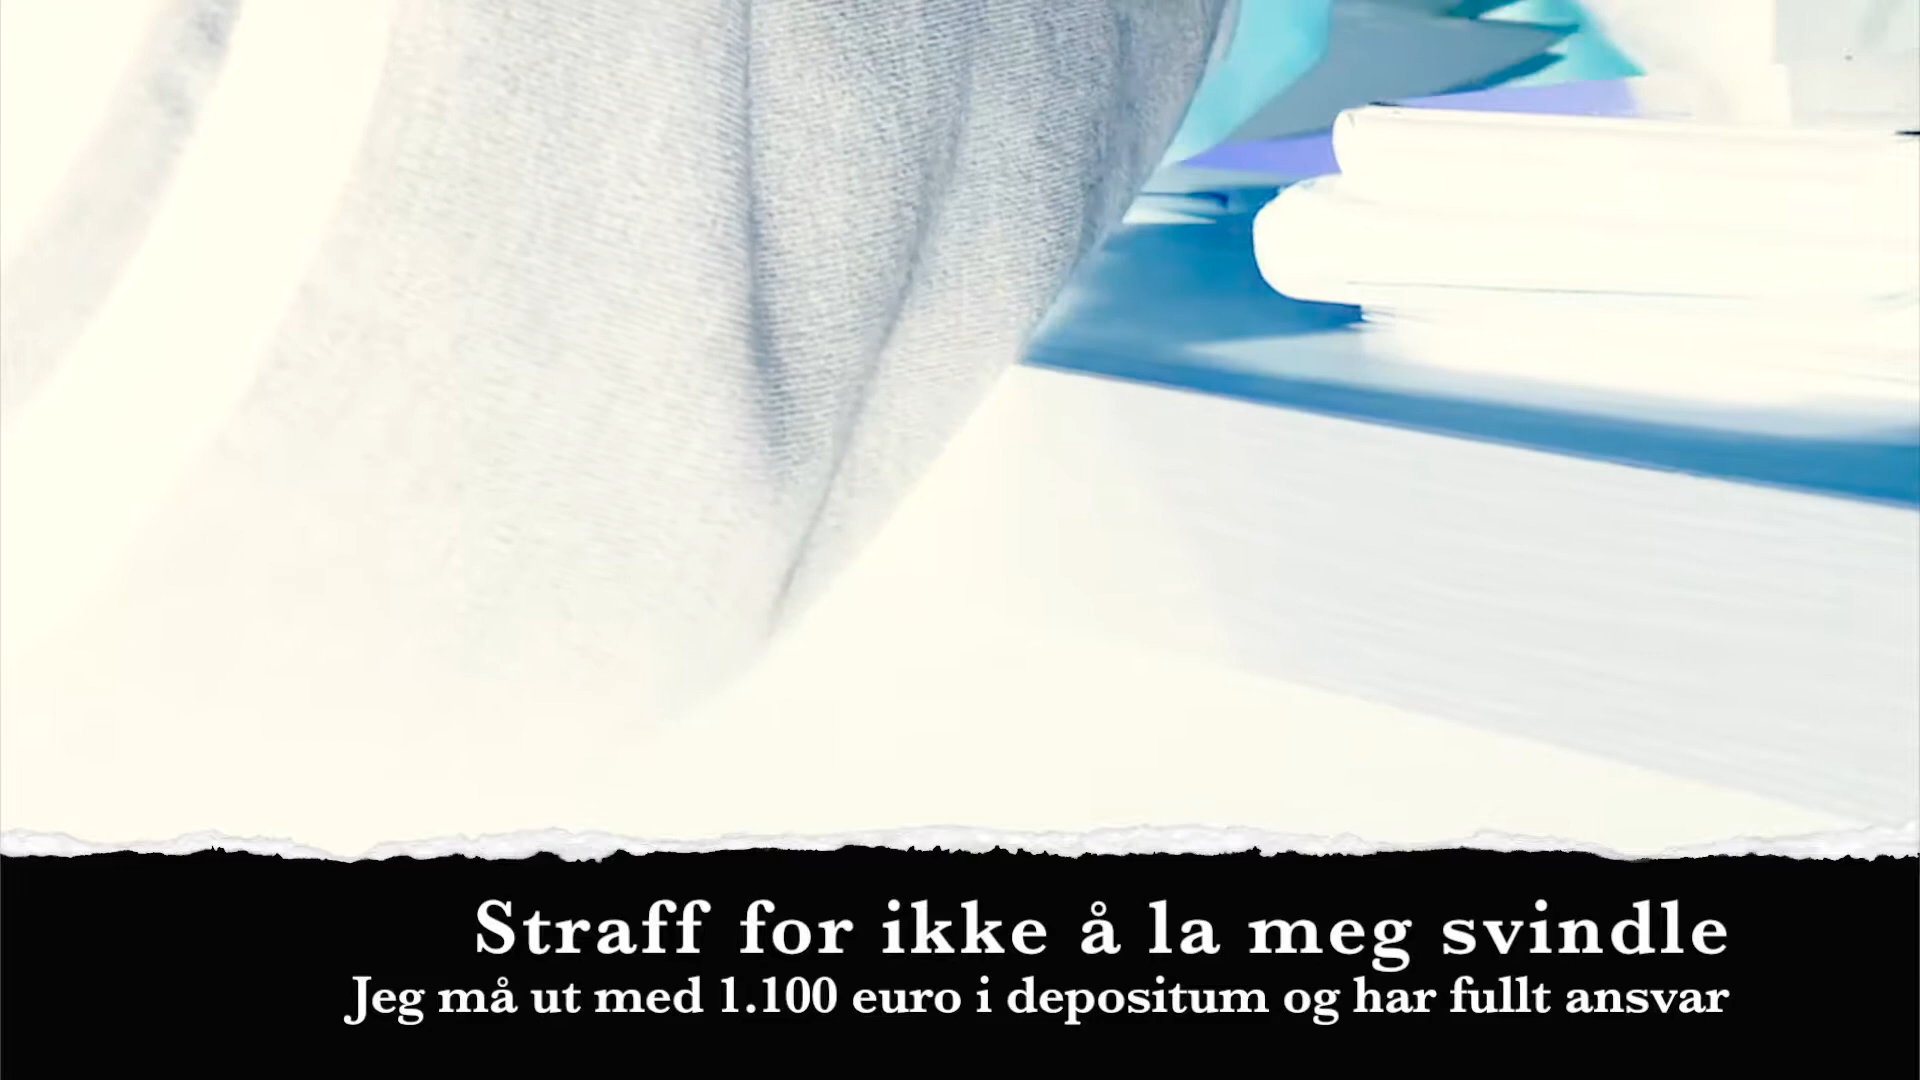 Straff for ikke å la meg svindle
Jeg må ut med 1.100 euro i depositum og har fullt ansvar